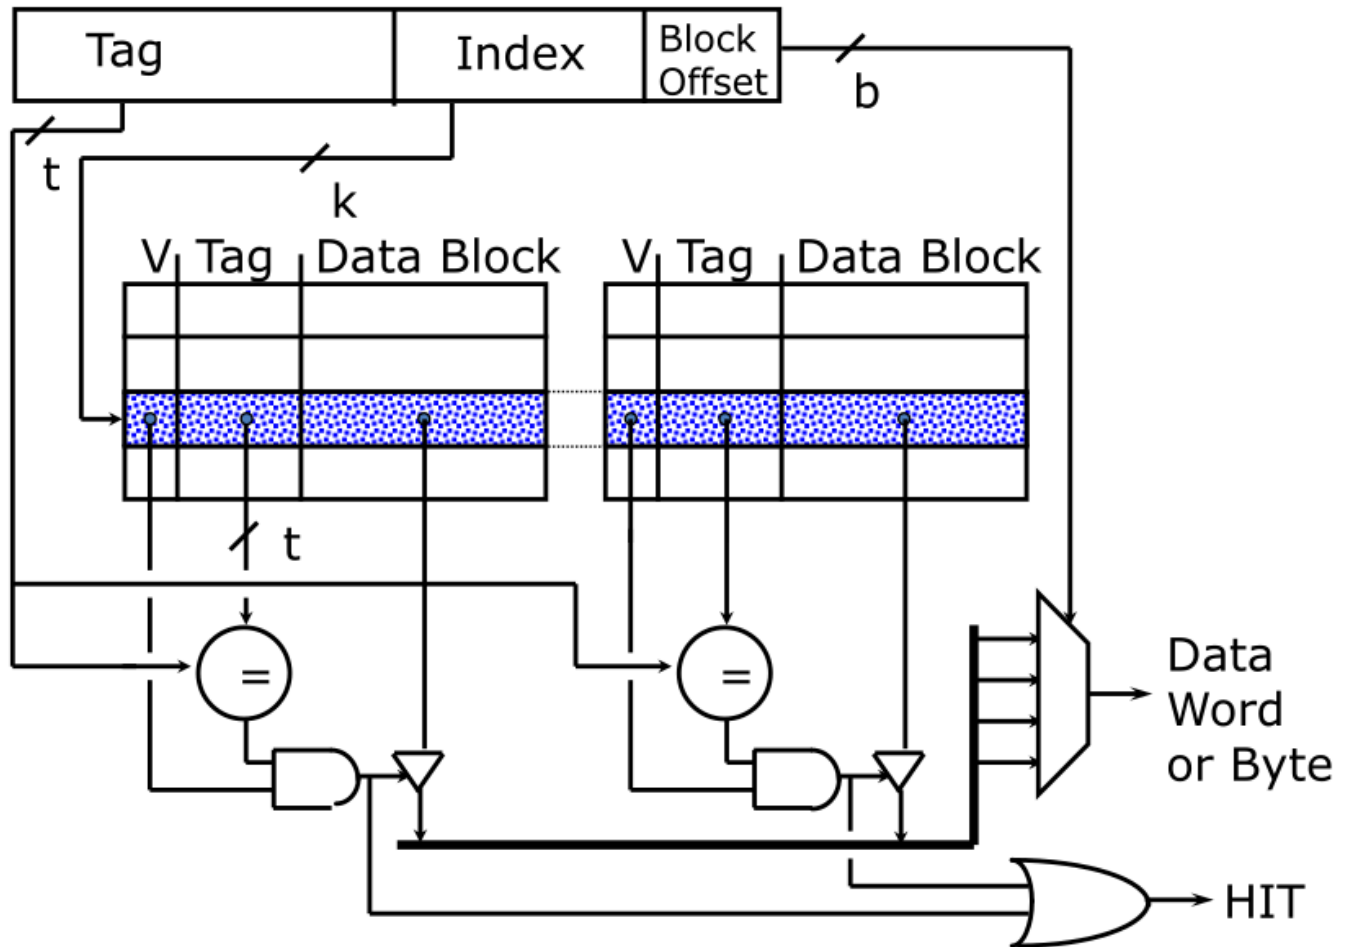 Tag
Index
Block
Offset
b
t
k
V Tag Data Block
V Tag Data Block
t
=
=
Data
Word
or Byte
HIT